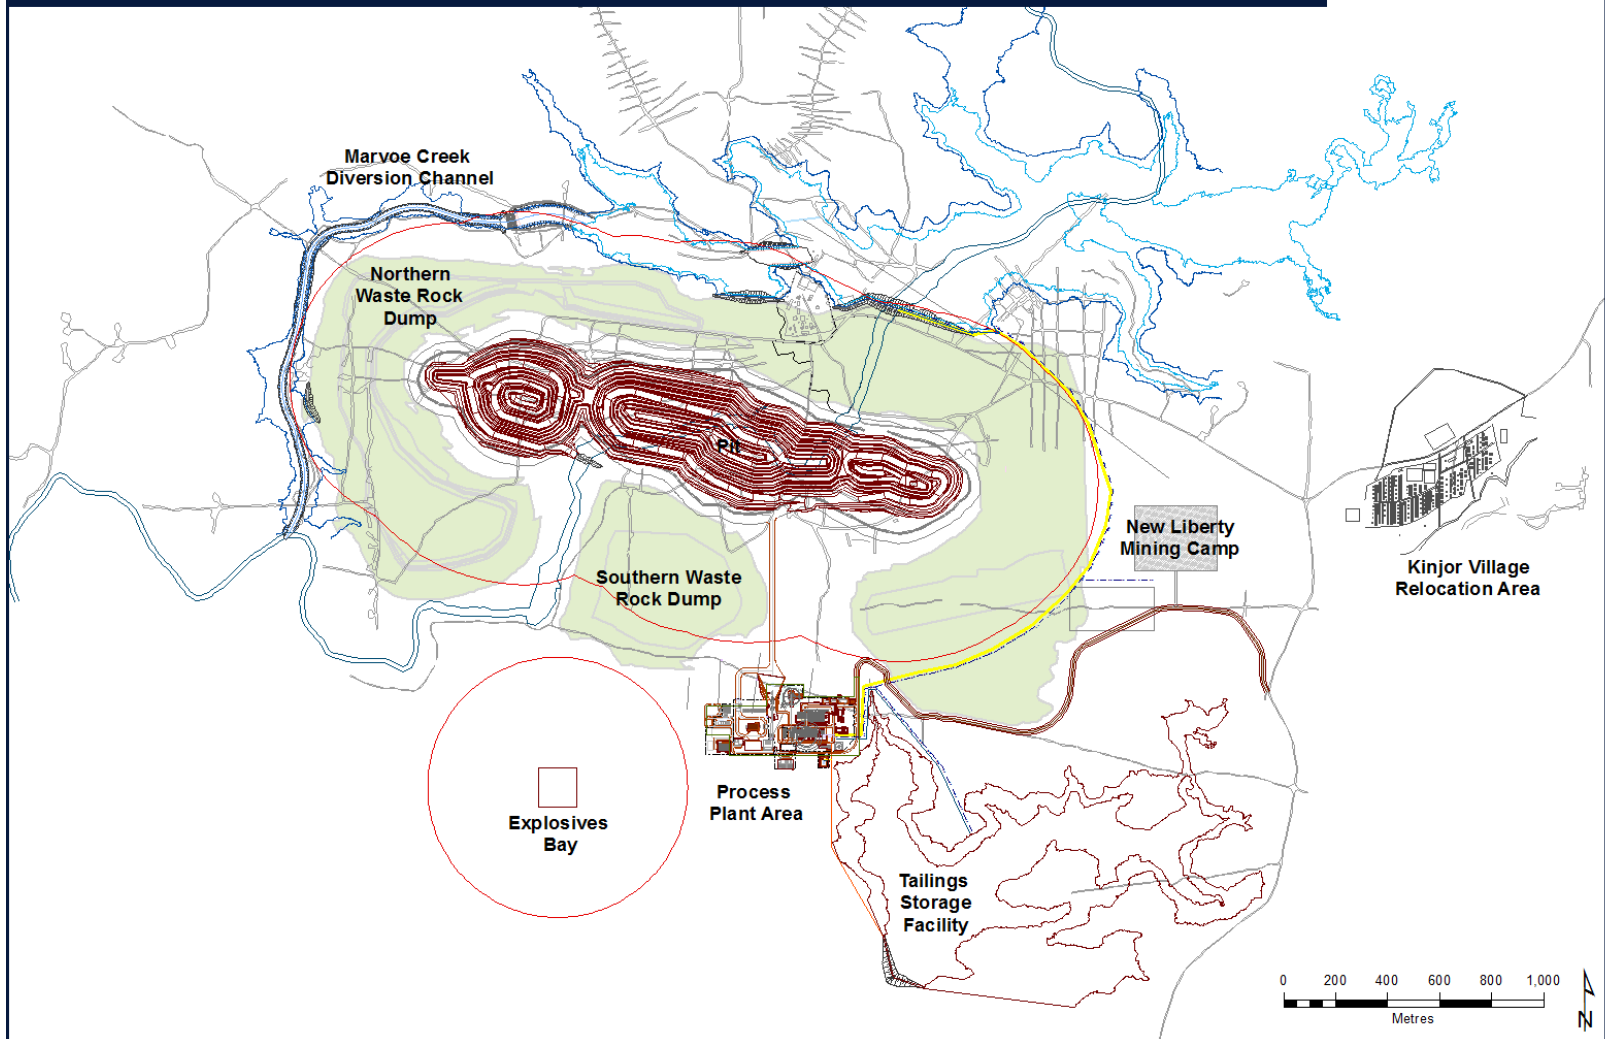 Marvoe Creek
Diversion Channel
Northern
Waste Rock
Dump
Pit
New Liberty
Mining Camp
Kinjor Village
Relocation Area
Southern Waste
Rock Dump
Process
Plant Area
Explosives
Bay
Tailings
Storage
Facility
0 200 400 600 800 1,000
Metres
N